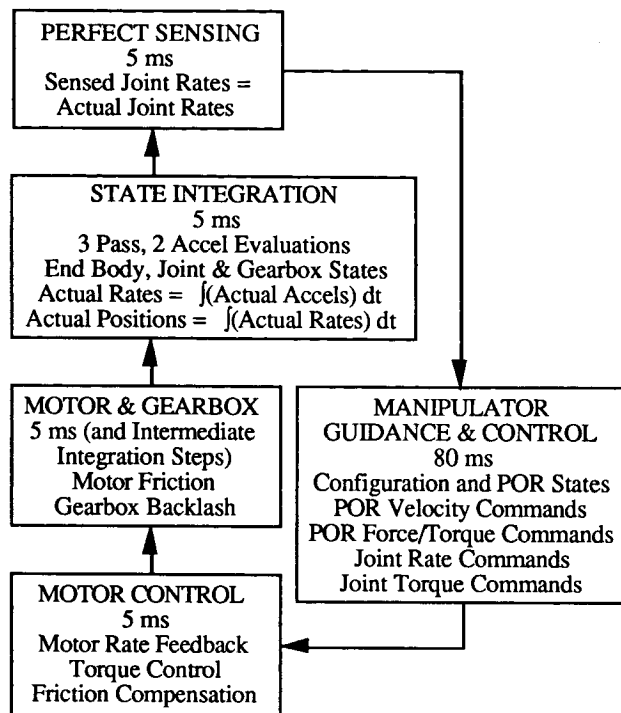 PERFECT SENSING
5 ms
Sensed Joint Rates =
Actual Joint Rates
STATE INTEGRATION
5 ms
3 Pass, 2 Accel Evaluations
End Body, Joint & Gearbox States
Actual Rates = ∫(Actual Accels) dt
Actual Positions = ∫(Actual Rates) dt
MOTOR & GEARBOX
5 ms (and Intermediate
Integration Steps)
Motor Friction
Gearbox Backlash
MANIPULATOR
GUIDANCE & CONTROL
80 ms
Configuration and POR States
POR Velocity Commands
POR Force/Torque Commands
Joint Rate Commands
Joint Torque Commands
MOTOR CONTROL
5 ms
Motor Rate Feedback
Torque Control
Friction Compensation